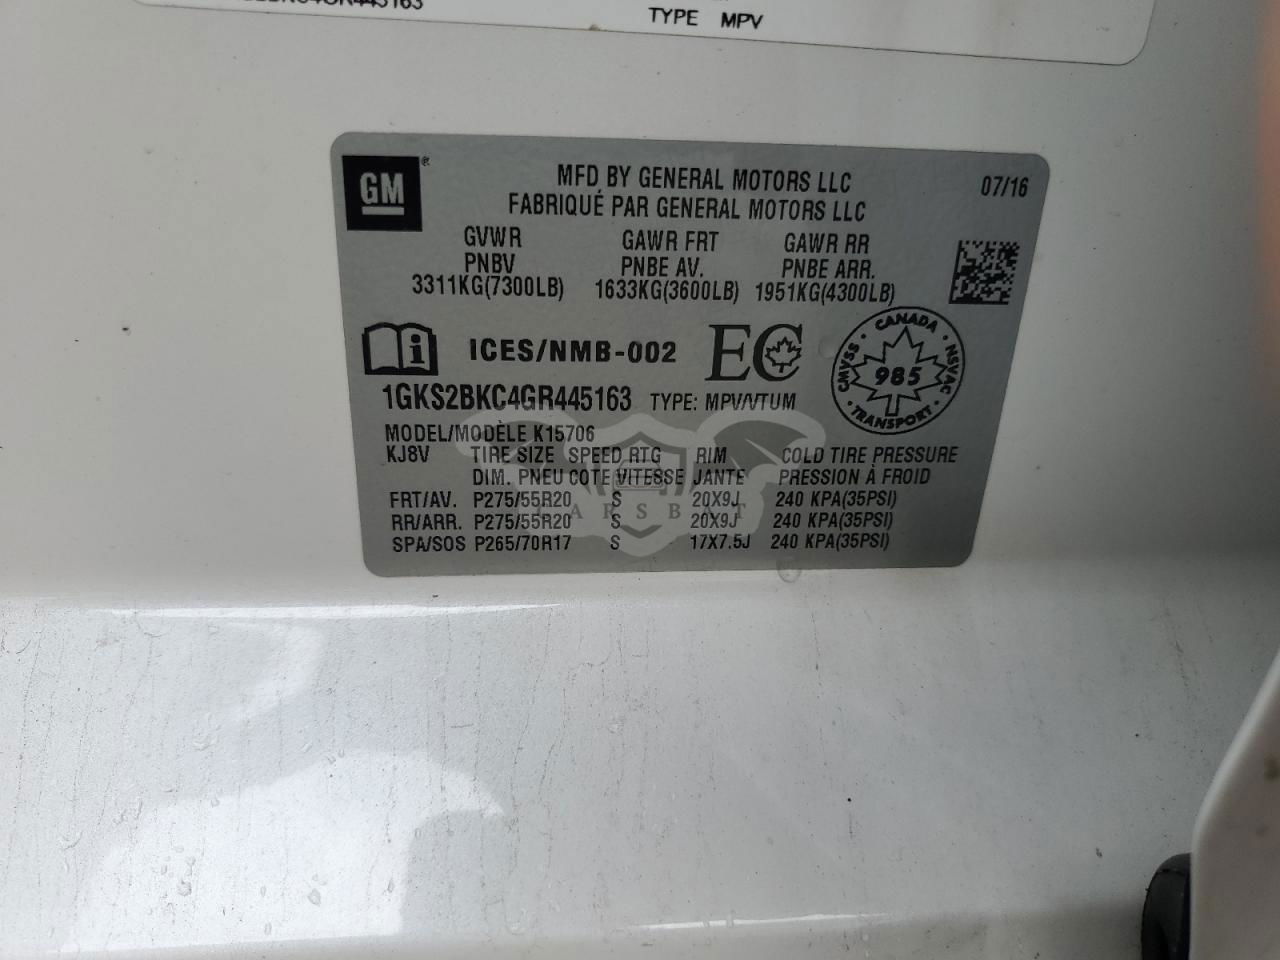 TYPE MPV
GM®
MFD BY GENERAL MOTORS LLC
07/16
FABRIQUÉ PAR GENERAL MOTORS LLC
GVWR GAWR FRT GAWR RR
PNBV PNBE AV. PNBE ARR.
3311KG(7300LB) 1633KG(3600LB) 1951KG(4300LB)
i ICES/NMB-002 EC
CANADA CMVSS NSVAC 985 TRANSPORT
1GKS2BKC4GR445163 TYPE: MPV/VTUM
MODEL/MODÈLE K15706
KJ8V TIRE SIZE SPEED RTG RIM COLD TIRE PRESSURE
DIM. PNEU COTE VITESSE JANTE PRESSION À FROID
FRT/AV. P275/55R20 S 20X9J 240 KPA(35PSI)
RR/ARR. P275/55R20 S 20X9J 240 KPA(35PSI)
SPA/SOS P265/70R17 S 17X7.5J 240 KPA(35PSI)
CARSBAT